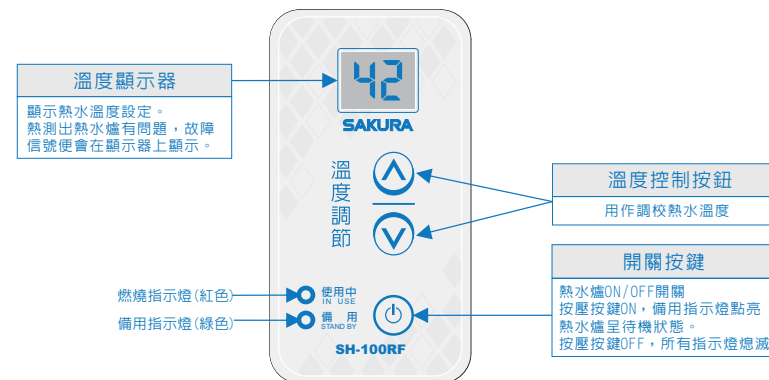 溫度顯示器
顯示熱水溫度設定。
熱測出熱水爐有問題，故障
信號便會在顯示器上顯示。
42
SAKURA
溫度調節
溫度控制按鈕
用作調校熱水溫度
開關按鍵
熱水爐ON/OFF開關
按壓按鍵ON，備用指示燈點亮
熱水爐呈待機狀態。
按壓按鍵OFF，所有指示燈熄滅
燃燒指示燈(紅色)
使用中
IN USE
備用指示燈(綠色)
備 用
STAND BY
SH-100RF